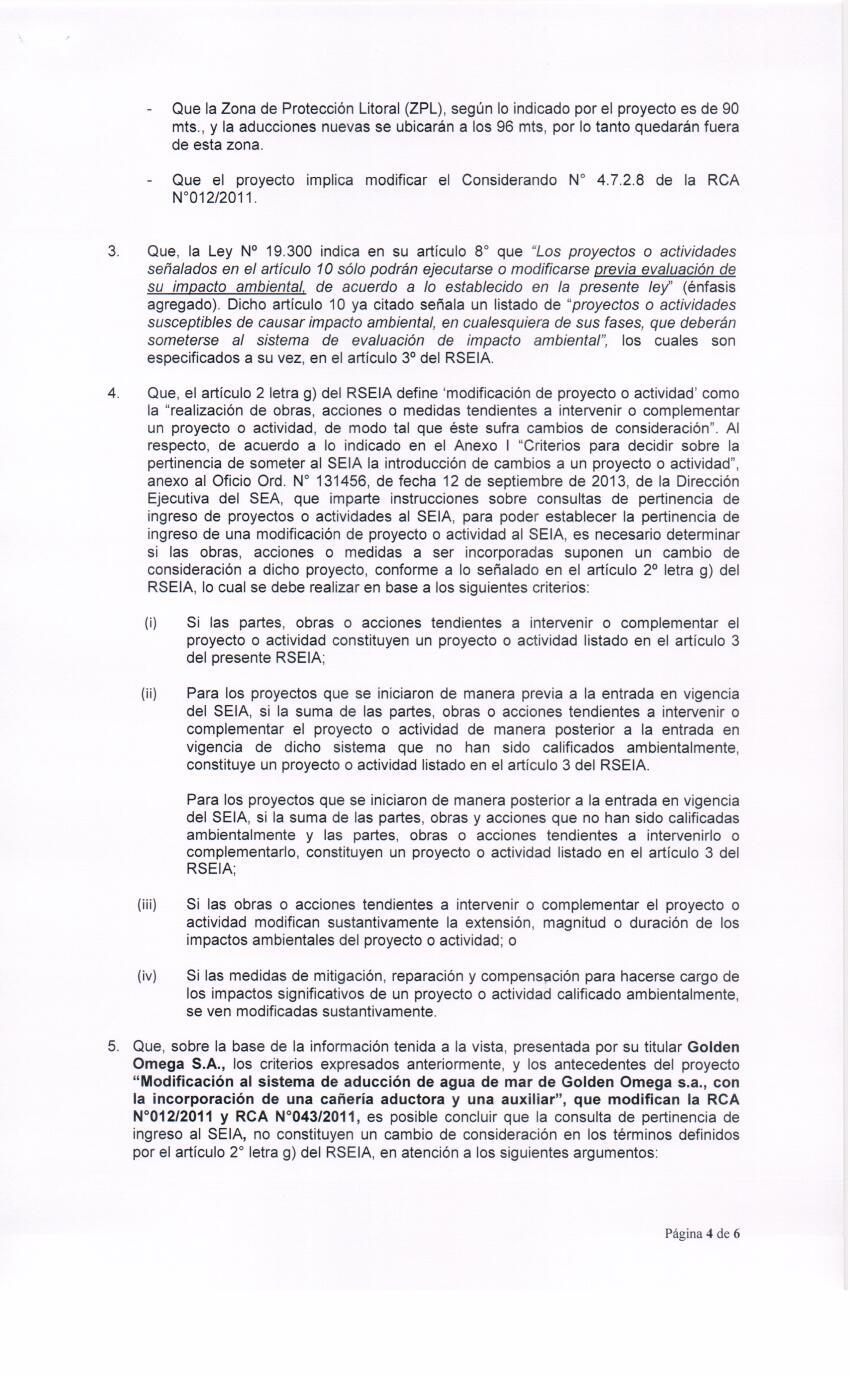 - Que la Zona de Protección Litoral (ZPL), según lo indicado por el proyecto es de 90
mts., y la aducciones nuevas se ubicarán a los 96 mts, por lo tanto quedarán fuera
de esta zona.
- Que el proyecto implica modificar el Considerando N° 4.7.2.8 de la RCA
N°012/2011.
3. Que, la Ley Nº 19.300 indica en su artículo 8° que “Los proyectos o actividades
señalados en el artículo 10 sólo podrán ejecutarse o modificarse previa evaluación de
su impacto ambiental, de acuerdo a lo establecido en la presente ley” (énfasis
agregado). Dicho artículo 10 ya citado señala un listado de “proyectos o actividades
susceptibles de causar impacto ambiental, en cualesquiera de sus fases, que deberán
someterse al sistema de evaluación de impacto ambiental”, los cuales son
especificados a su vez, en el artículo 3º del RSEIA.
4. Que, el artículo 2 letra g) del RSEIA define ‘modificación de proyecto o actividad’ como
la “realización de obras, acciones o medidas tendientes a intervenir o complementar
un proyecto o actividad, de modo tal que éste sufra cambios de consideración”. Al
respecto, de acuerdo a lo indicado en el Anexo I “Criterios para decidir sobre la
pertinencia de someter al SEIA la introducción de cambios a un proyecto o actividad”,
anexo al Oficio Ord. N° 131456, de fecha 12 de septiembre de 2013, de la Dirección
Ejecutiva del SEA, que imparte instrucciones sobre consultas de pertinencia de
ingreso de proyectos o actividades al SEIA, para poder establecer la pertinencia de
ingreso de una modificación de proyecto o actividad al SEIA, es necesario determinar
si las obras, acciones o medidas a ser incorporadas suponen un cambio de
consideración a dicho proyecto, conforme a lo señalado en el artículo 2º letra g) del
RSEIA, lo cual se debe realizar en base a los siguientes criterios:
(i) Si las partes, obras o acciones tendientes a intervenir o complementar el
proyecto o actividad constituyen un proyecto o actividad listado en el artículo 3
del presente RSEIA;
(ii) Para los proyectos que se iniciaron de manera previa a la entrada en vigencia
del SEIA, si la suma de las partes, obras o acciones tendientes a intervenir o
complementar el proyecto o actividad de manera posterior a la entrada en
vigencia de dicho sistema que no han sido calificados ambientalmente,
constituye un proyecto o actividad listado en el artículo 3 del RSEIA.
Para los proyectos que se iniciaron de manera posterior a la entrada en vigencia
del SEIA, si la suma de las partes, obras y acciones que no han sido calificadas
ambientalmente y las partes, obras o acciones tendientes a intervenirlo o
complementarlo, constituyen un proyecto o actividad listado en el artículo 3 del
RSEIA;
(iii) Si las obras o acciones tendientes a intervenir o complementar el proyecto o
actividad modifican sustantivamente la extensión, magnitud o duración de los
impactos ambientales del proyecto o actividad; o
(iv) Si las medidas de mitigación, reparación y compensación para hacerse cargo de
los impactos significativos de un proyecto o actividad calificado ambientalmente,
se ven modificadas sustantivamente.
5. Que, sobre la base de la información tenida a la vista, presentada por su titular Golden
Omega S.A., los criterios expresados anteriormente, y los antecedentes del proyecto
“Modificación al sistema de aducción de agua de mar de Golden Omega s.a., con
la incorporación de una cañería aductora y una auxiliar”, que modifican la RCA
N°012/2011 y RCA N°043/2011, es posible concluir que la consulta de pertinencia de
ingreso al SEIA, no constituyen un cambio de consideración en los términos definidos
por el artículo 2° letra g) del RSEIA, en atención a los siguientes argumentos:
Página 4 de 6